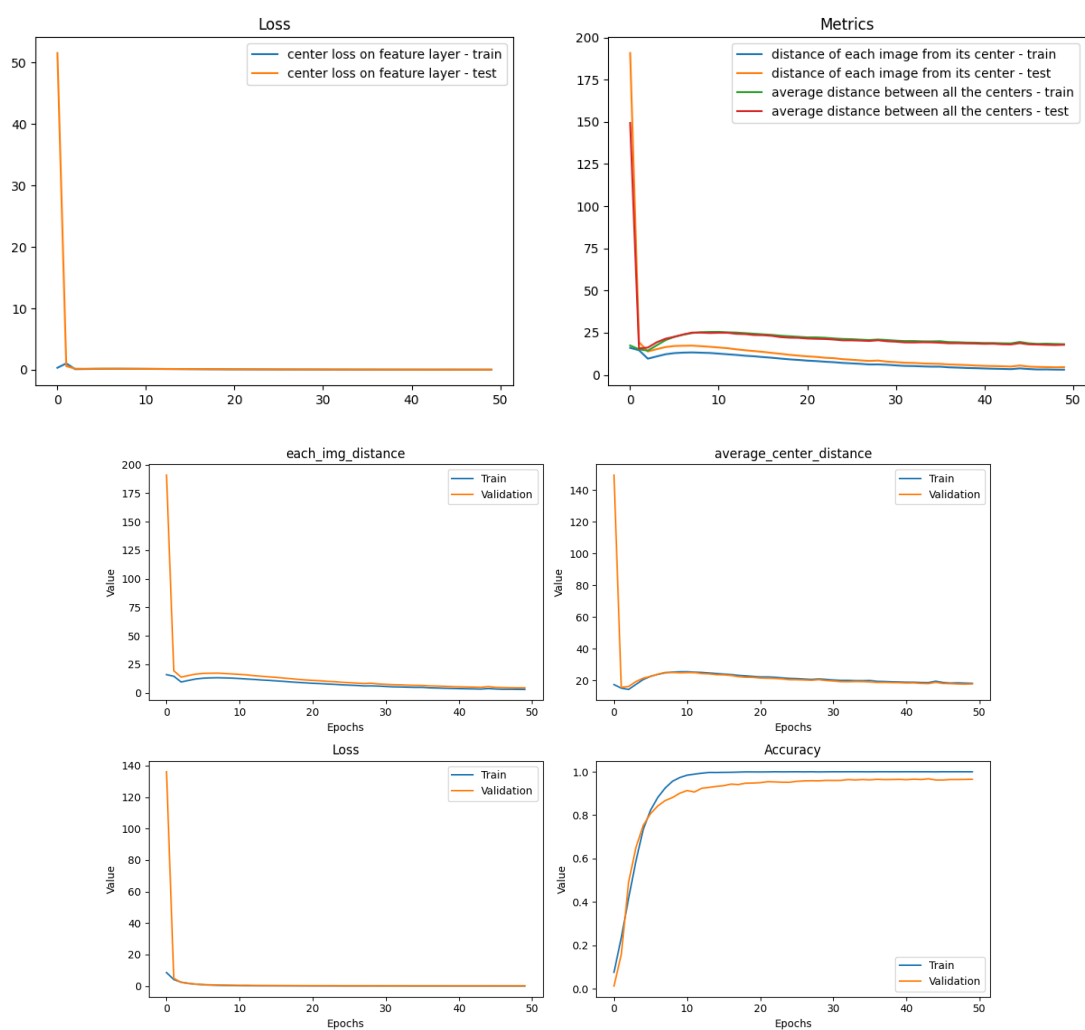 Loss
center loss on feature layer - train
center loss on feature layer - test
50
40
30
20
10
0
0
10
20
30
40
50
Metrics
distance of each image from its center - train
distance of each image from its center - test
average distance between all the centers - train
average distance between all the centers - test
200
175
150
125
100
75
50
25
0
0
10
20
30
40
50
each_img_distance
Train
Validation
Value
200
175
150
125
100
75
50
25
0
0
10
20
30
40
50
Epochs
average_center_distance
Train
Validation
Value
140
120
100
80
60
40
20
0
10
20
30
40
50
Epochs
Loss
Train
Validation
Value
140
120
100
80
60
40
20
0
0
10
20
30
40
50
Epochs
Accuracy
Value
1.0
0.8
0.6
0.4
0.2
0.0
Train
Validation
0
10
20
30
40
50
Epochs